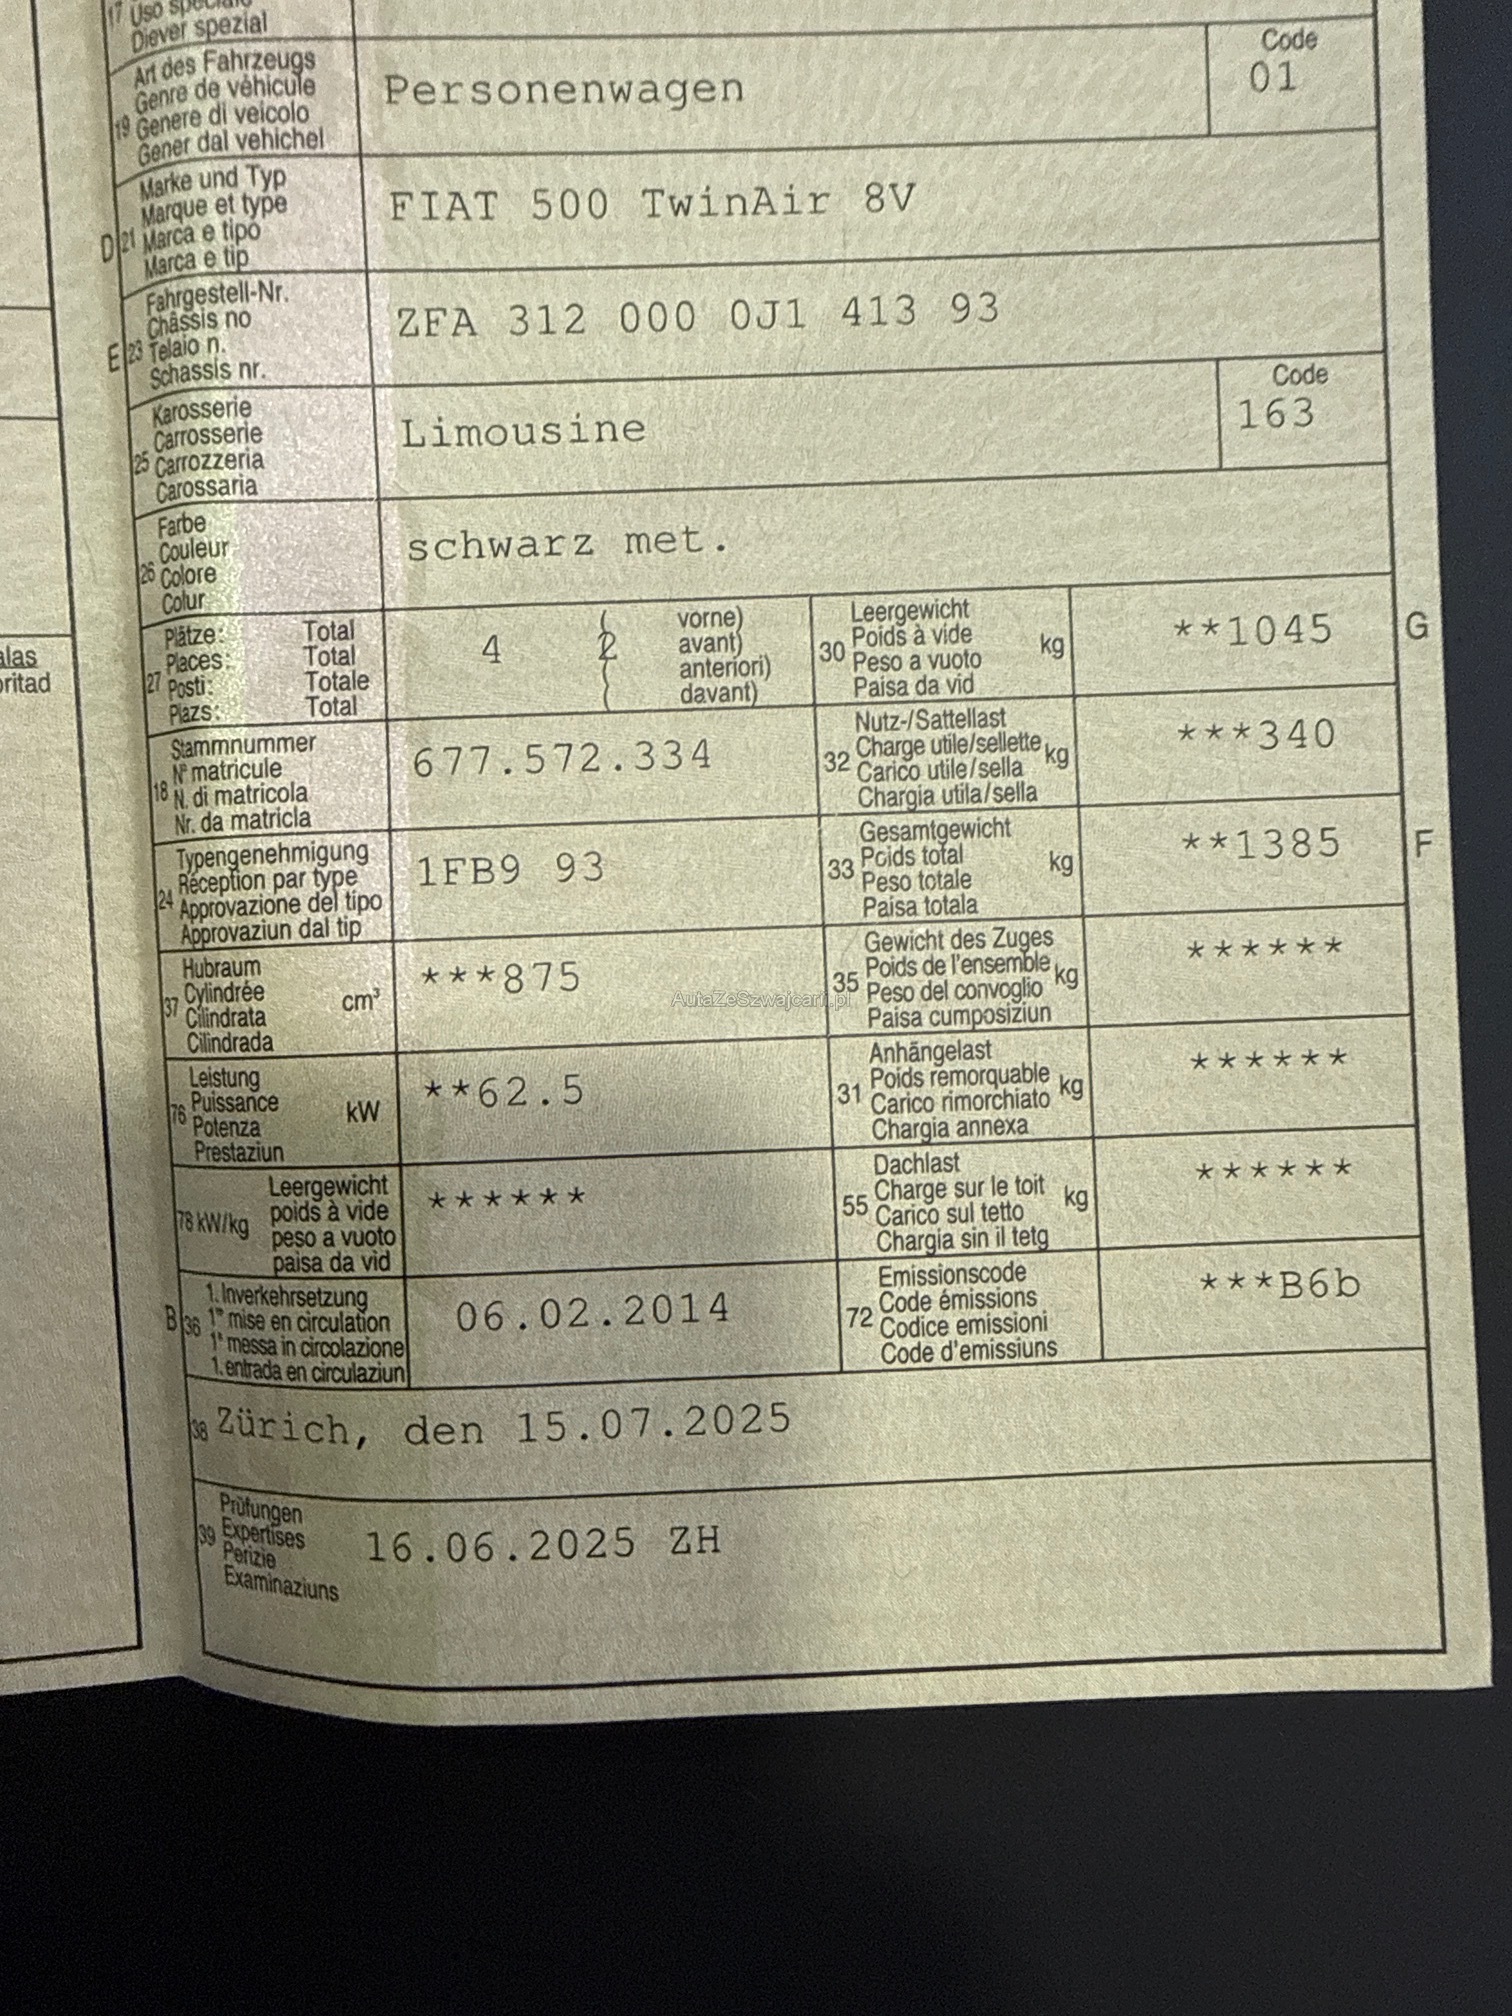 17 Uso speciale
Diever spezial
19 Art des Fahrzeugs
Genre de véhicule
Genere di veicolo
Gener dal vehichel
Personenwagen
Code
01
D 21 Marke und Typ
Marque et type
Marca e tipo
Marca e tip
FIAT 500 TwinAir 8V
E 23 Fahrgestell-Nr.
Châssis no
Telaio n.
Schassis nr.
ZFA 312 000 0J1 413 93
25 Karosserie
Carrosserie
Carrozzeria
Carossaria
Limousine
Code
163
26 Farbe
Couleur
Colore
Colur
schwarz met.
alas
oritad
27 Plätze: Total
Places: Total
Posti: Totale
Plazs: Total
4 ( 2 vorne)
avant)
anteriori)
davant)
30 Leergewicht
Poids à vide
Peso a vuoto
Paisa da vid
kg
**1045
G
18 Stammnummer
N° matricule
N. di matricola
Nr. da matricla
677.572.334
32 Nutz-/Sattellast
Charge utile/sellette
Carico utile/sella
Chargia utila/sella
kg
***340
24 Typengenehmigung
Réception par type
Approvazione del tipo
Approvaziun dal tip
1FB9 93
33 Gesamtgewicht
Poids total
Peso totale
Paisa totala
kg
**1385
F
37 Hubraum
Cylindrée
Cilindrata
Cilindrada
cm³
***875
35 Gewicht des Zuges
Poids de l'ensemble
Peso del convoglio
Paisa cumposiziun
kg
******
AutaZeSzwajcarii.pl
76 Leistung
Puissance
Potenza
Prestaziun
kW
**62.5
31 Anhängelast
Poids remorquable
Carico rimorchiato
Chargia annexa
kg
******
78 kW/kg Leergewicht
poids à vide
peso a vuoto
paisa da vid
******
55 Dachlast
Charge sur le toit
Carico sul tetto
Chargia sin il tetg
kg
******
B 36 1. Inverkehrsetzung
1re mise en circulation
1a messa in circolazione
1. entrada en circulaziun
06.02.2014
72 Emissionscode
Code émissions
Codice emissioni
Code d'emissiuns
***B6b
38 Zürich, den 15.07.2025
39 Prüfungen
Expertises
Perizie
Examinaziuns
16.06.2025 ZH